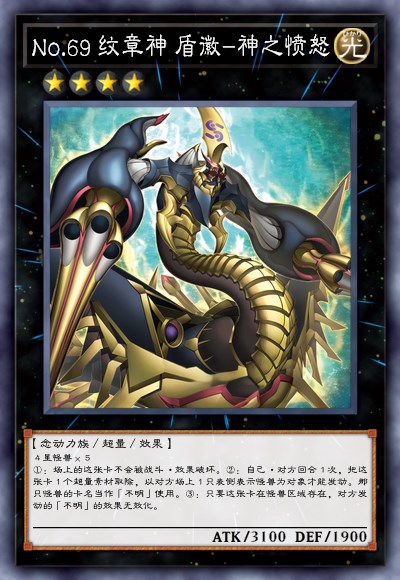 No.69 纹章神 盾徽-神之愤怒 光
【念动力族/超量/效果】
4星怪兽×5
①：场上的这张卡不会被战斗·效果破坏。②：自己·对方回合1次，把这
张卡1个超量素材取除，以对方场上1只表侧表示怪兽为对象才能发动。那
只怪兽的卡名当作「不明」使用。③：只要这张卡在怪兽区域存在，对方发
动的「不明」的效果无效化。
ATK/3100 DEF/1900